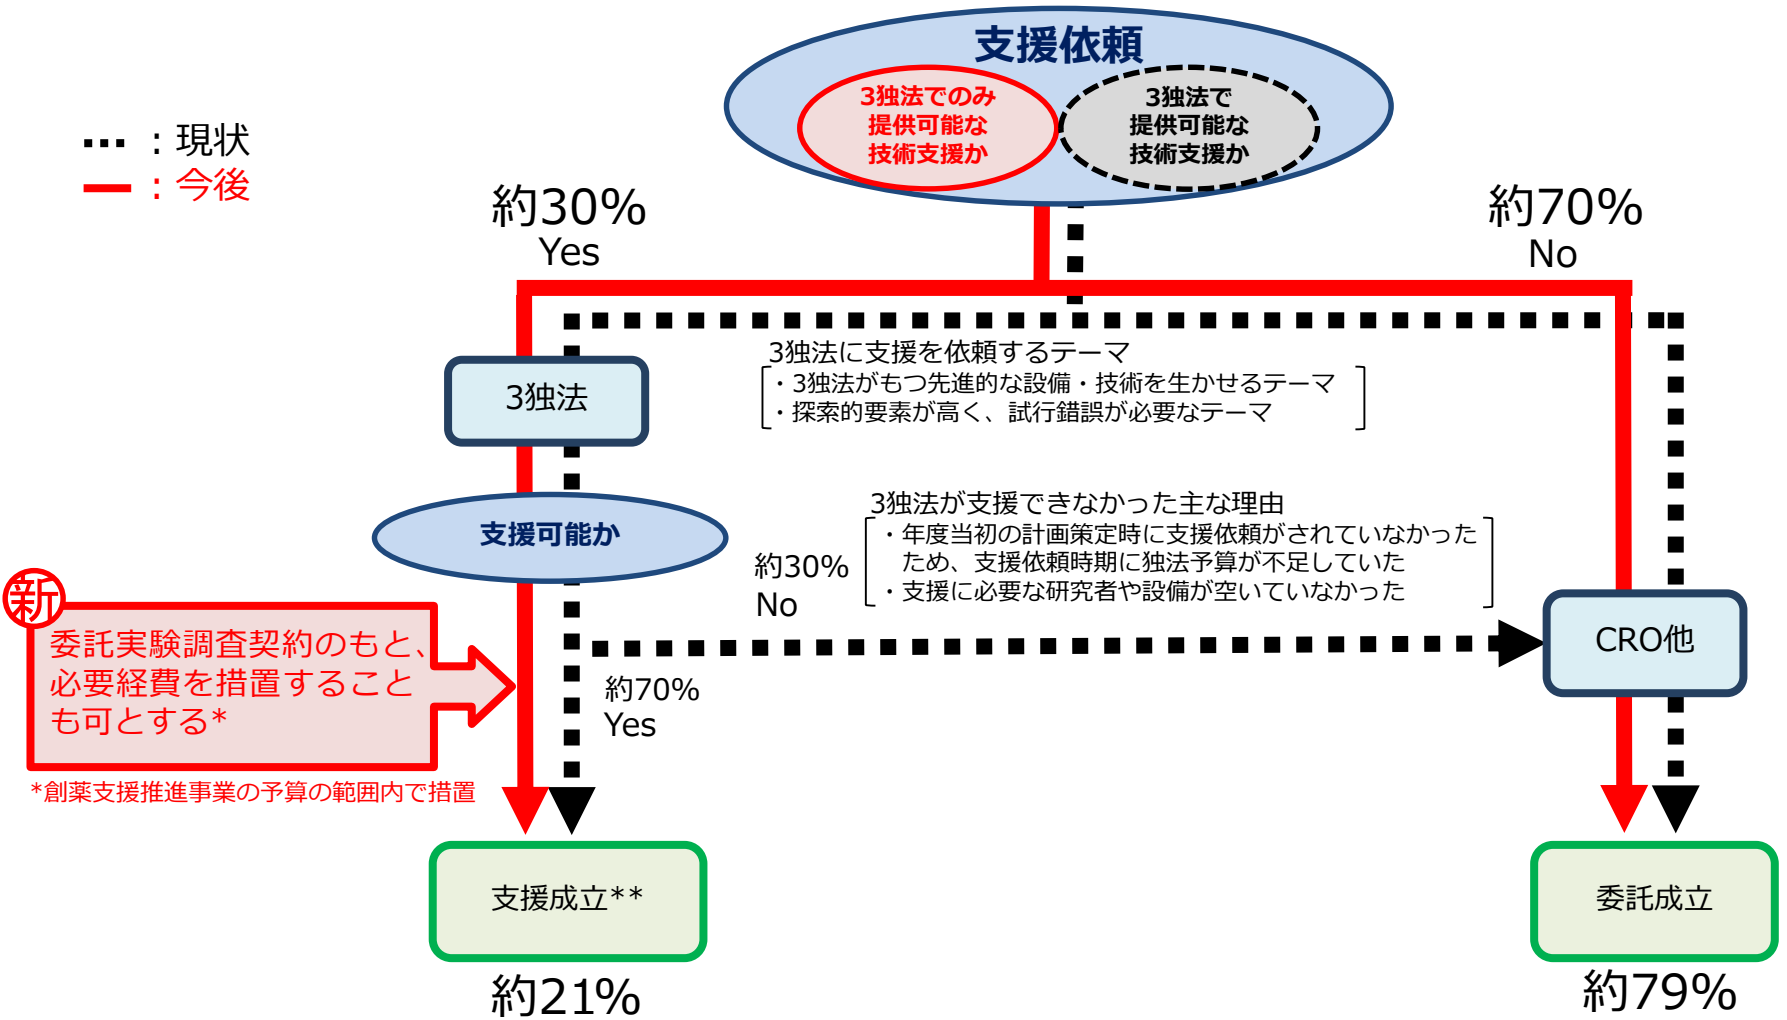 支援依頼
3独法でのみ
提供可能な
技術支援か
3独法で
提供可能な
技術支援か
：現状
：今後
約30%
Yes
約70%
No
3独法
3独法に支援を依頼するテーマ
・3独法がもつ先進的な設備・技術を生かせるテーマ
・探索的要素が高く、試行錯誤が必要なテーマ
支援可能か
3独法が支援できなかった主な理由
・年度当初の計画策定時に支援依頼がされていなかった
ため、支援依頼時期に独法予算が不足していた
・支援に必要な研究者や設備が空いていなかった
約30%
No
CRO他
新
委託実験調査契約のもと、
必要経費を措置すること
も可とする*
*創薬支援推進事業の予算の範囲内で措置
約70%
Yes
支援成立**
約21%
委託成立
約79%